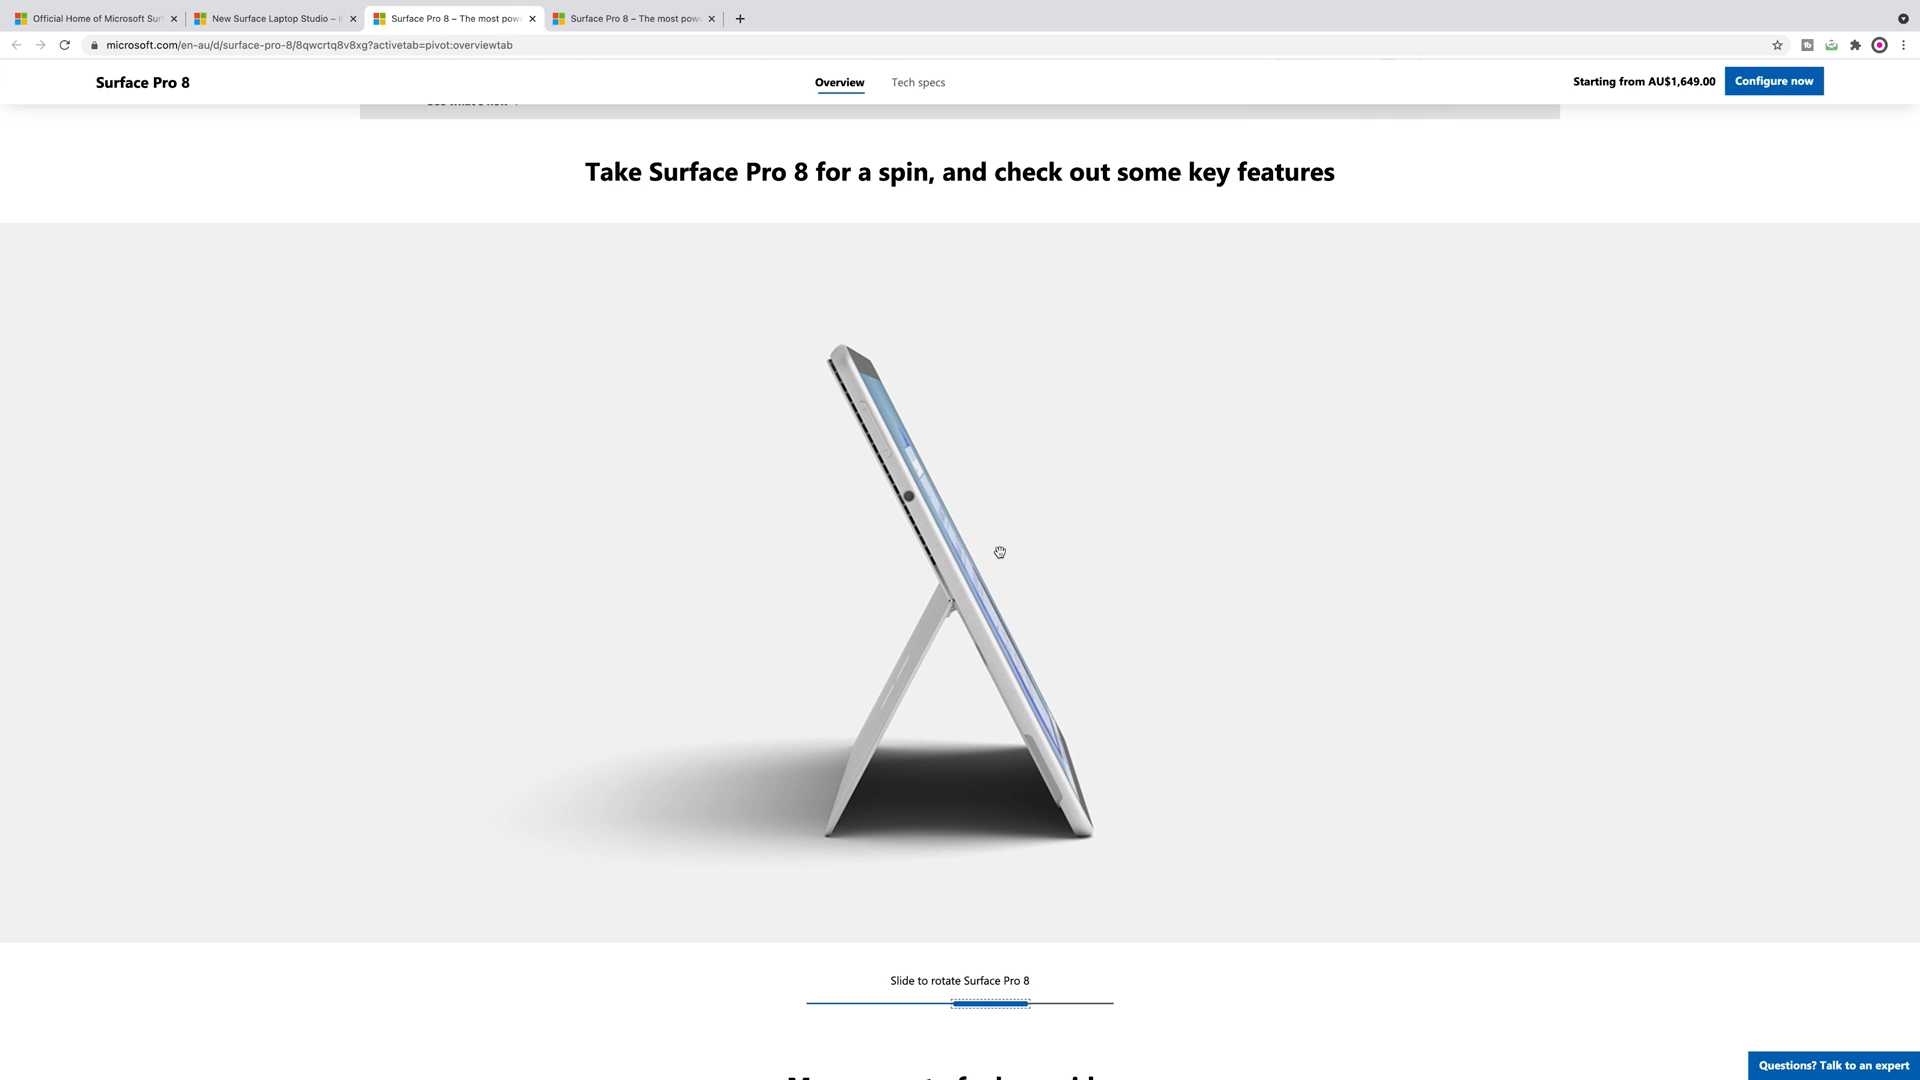 Official Home of Microsoft Sur
New Surface Laptop Studio –
Surface Pro 8 – The most pow
Surface Pro 8 – The most pow
microsoft.com/en-au/d/surface-pro-8/8qwcrtq8v8xg?activetab=pivot:overviewtab
Surface Pro 8
Overview
Tech specs
Starting from AU$1,649.00
Configure now
Take Surface Pro 8 for a spin, and check out some key features
Slide to rotate Surface Pro 8
Questions? Talk to an expert